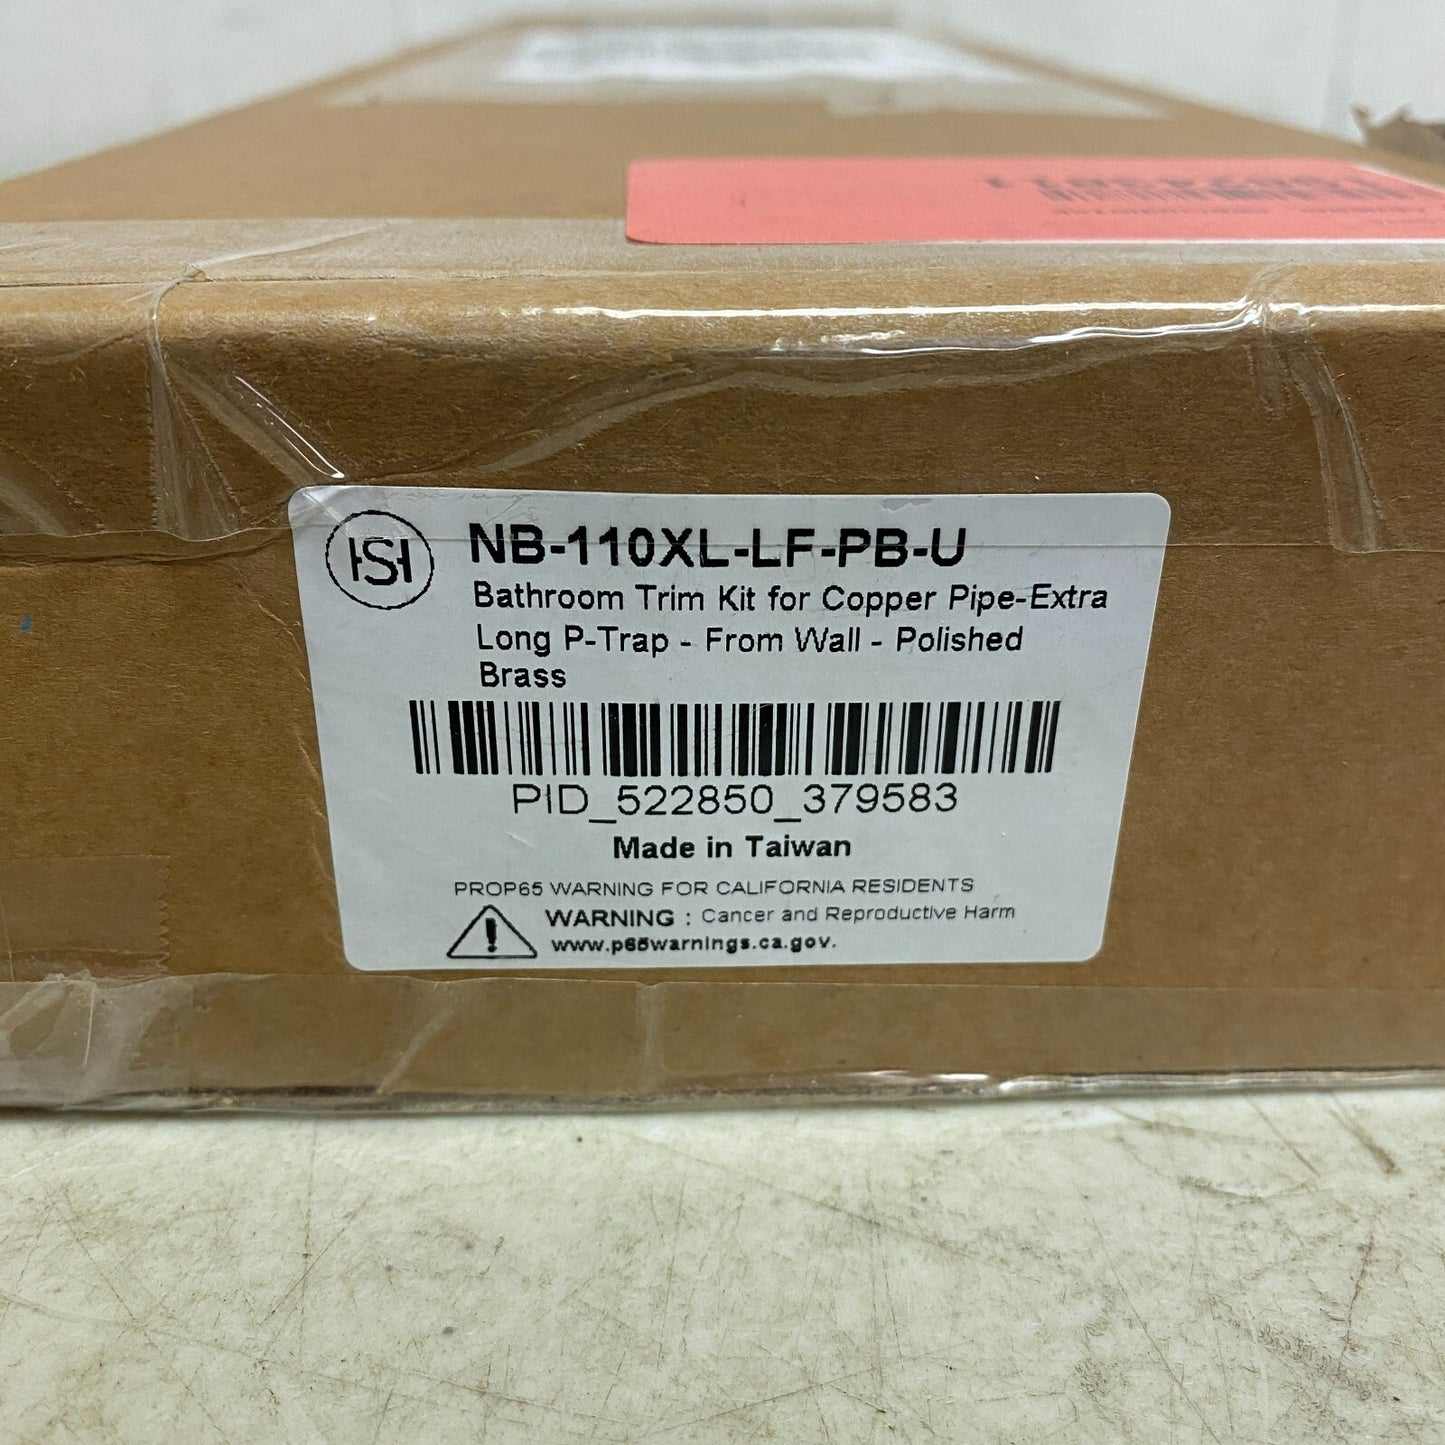 HSH
NB-110XL-LF-PB-U
Bathroom Trim Kit for Copper Pipe-Extra
Long P-Trap - From Wall - Polished
Brass
PID_522850_379583
Made in Taiwan
PROP65 WARNING FOR CALIFORNIA RESIDENTS
WARNING : Cancer and Reproductive Harm
www.p65warnings.ca.gov.